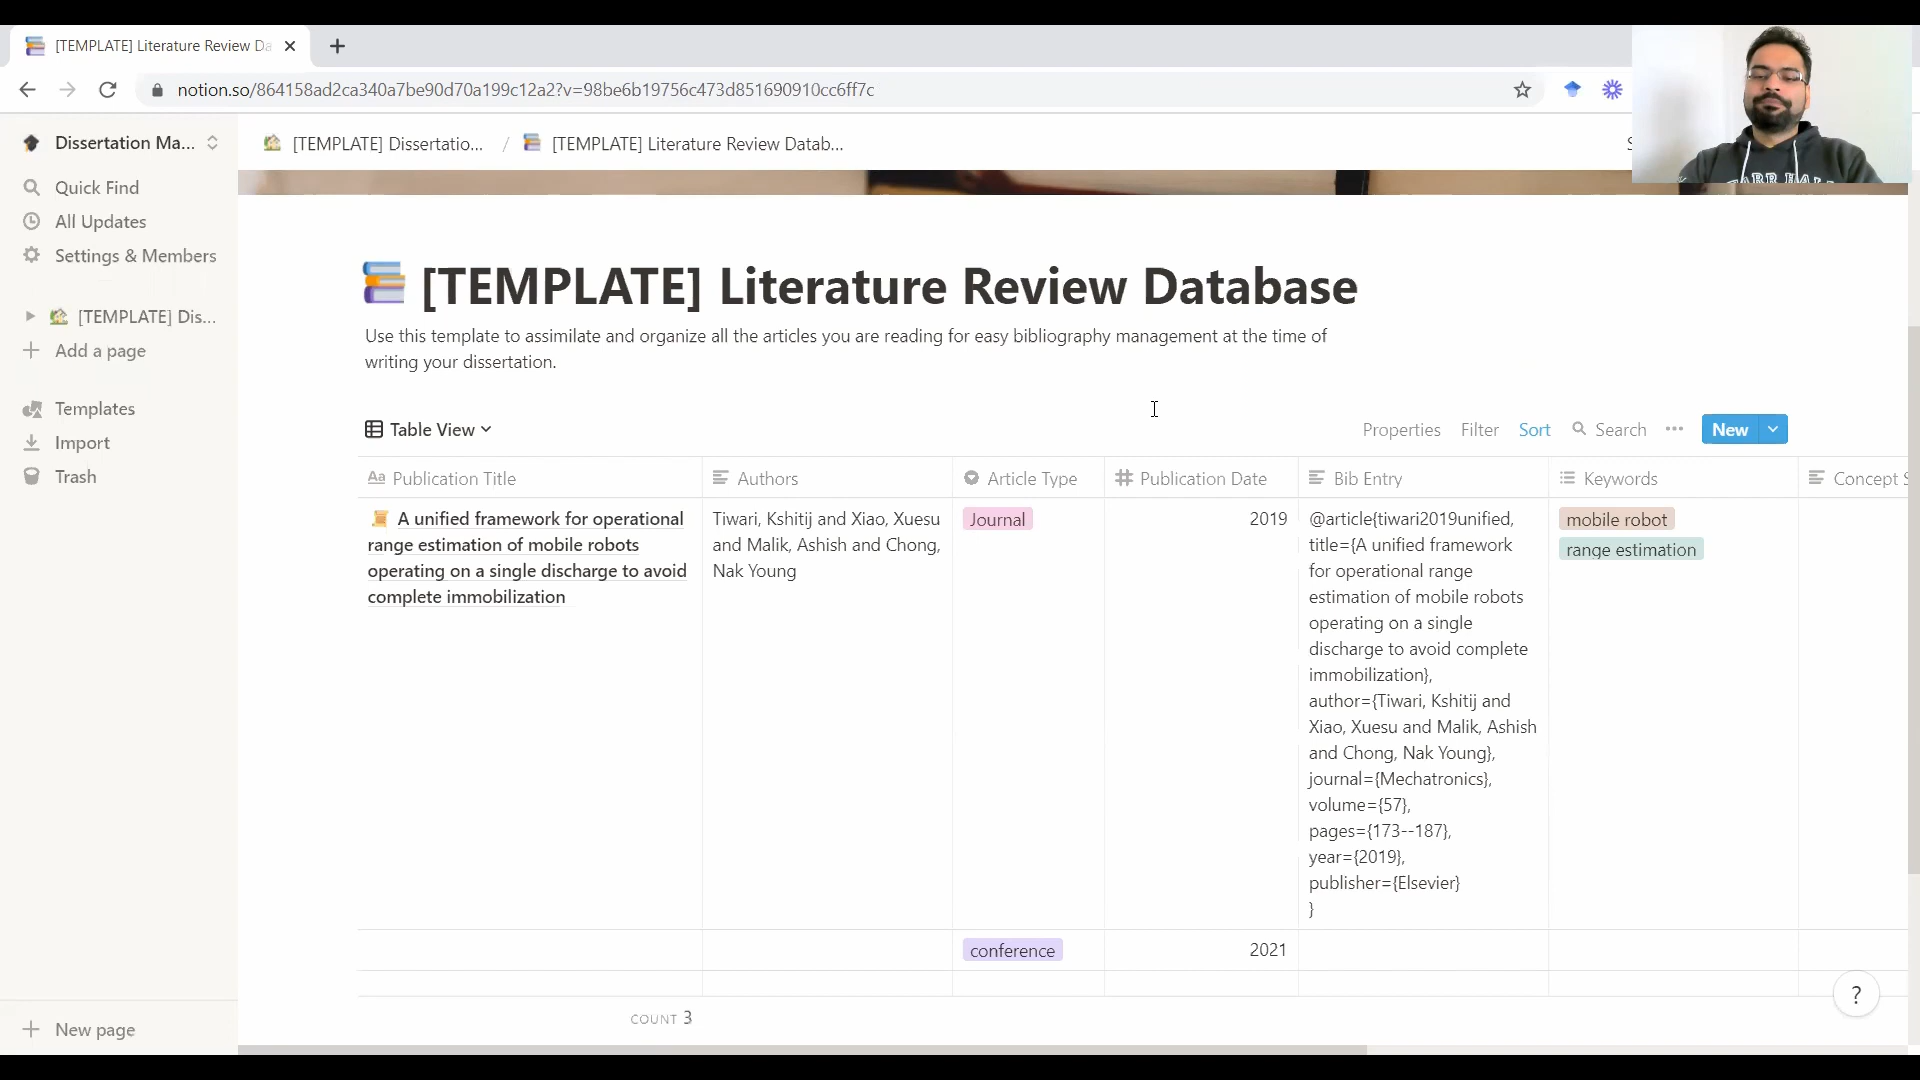 [TEMPLATE] Literature Review Da
notion.so/864158ad2ca340a7be90d70a199c12a2?v=98be6b19756c473d851690910cc6ff7c
Dissertation Ma...
[TEMPLATE] Dissertatio...
/
[TEMPLATE] Literature Review Datab...
S
Quick Find
All Updates
Settings & Members
[TEMPLATE] Dis...
Add a page
Templates
Import
Trash
New page
[TEMPLATE] Literature Review Database
Use this template to assimilate and organize all the articles you are reading for easy bibliography management at the time of
writing your dissertation.
Table View
Properties
Filter
Sort
Search
New
Aa Publication Title
Authors
Article Type
Publication Date
Bib Entry
Keywords
Concept S
A unified framework for operational
range estimation of mobile robots
operating on a single discharge to avoid
complete immobilization
Tiwari, Kshitij and Xiao, Xuesu
and Malik, Ashish and Chong,
Nak Young
Journal
2019
@article{tiwari2019unified,
title={A unified framework
for operational range
estimation of mobile robots
operating on a single
discharge to avoid complete
immobilization},
author={Tiwari, Kshitij and
Xiao, Xuesu and Malik, Ashish
and Chong, Nak Young},
journal={Mechatronics},
volume={57},
pages={173--187},
year={2019},
publisher={Elsevier}
}
mobile robot
range estimation
conference
2021
COUNT 3
?